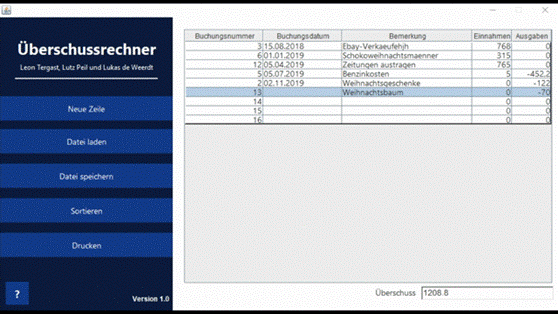 Überschussrechner
Leon Tergast, Lutz Peil und Lukas de Weerdt
Neue Zeile
Datei laden
Datei speichern
Sortieren
Drucken
?
Version 1.0
Buchungsnummer Buchungsdatum Bemerkung Einnahmen Ausgaben
3 15.08.2018 Ebay-Verkaeufehjh 768 0
6 01.01.2019 Schokoweihnachtsmaenner 315 0
12 05.04.2019 Zeitungen austragen 765 0
5 05.07.2019 Benzinkosten 5 -452,2
2 02.11.2019 Weihnachtsgeschenke 0 -122
13 Weihnachtsbaum 0 -70
14 0 0
15 0 0
16 0 0
Überschuss 1208.8